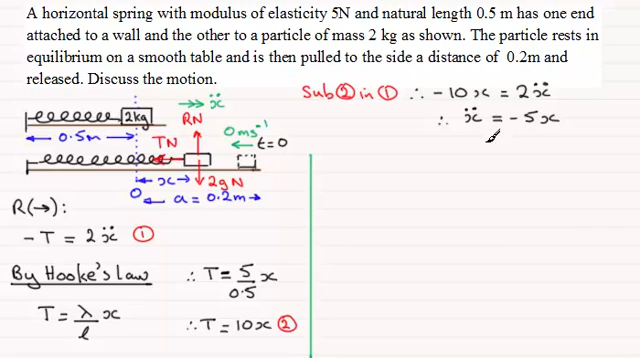 A horizontal spring with modulus of elasticity 5N and natural length 0.5 m has one end
attached to a wall and the other to a particle of mass 2 kg as shown. The particle rests in
equilibrium on a smooth table and is then pulled to the side a distance of 0.2m and
released. Discuss the motion.
2kg
0.5m
ẍ
RN
TN
0ms⁻¹
t=0
x
2gN
O
a = 0.2m
R(→):
-T = 2ẍ ①
By Hooke's law
T = λ/l x
∴ T = 5/0.5 x
∴ T = 10x ②
Sub ② in ① ∴ -10x = 2ẍ
∴ ẍ = -5x